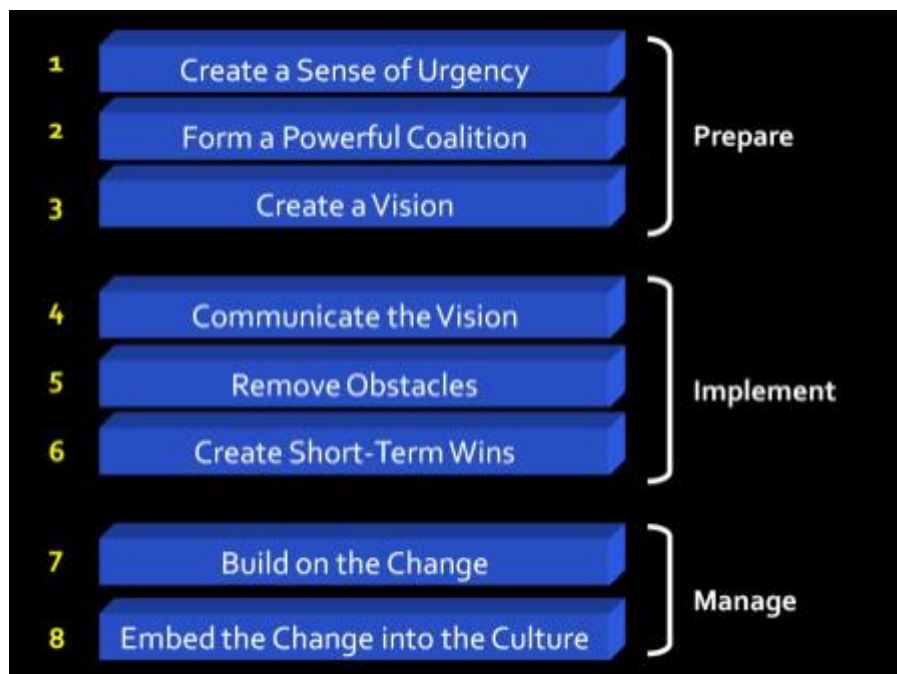 1 Create a Sense of Urgency
2 Form a Powerful Coalition
Prepare
3 Create a Vision
4 Communicate the Vision
5 Remove Obstacles
Implement
6 Create Short-Term Wins
7 Build on the Change
Manage
8 Embed the Change into the Culture